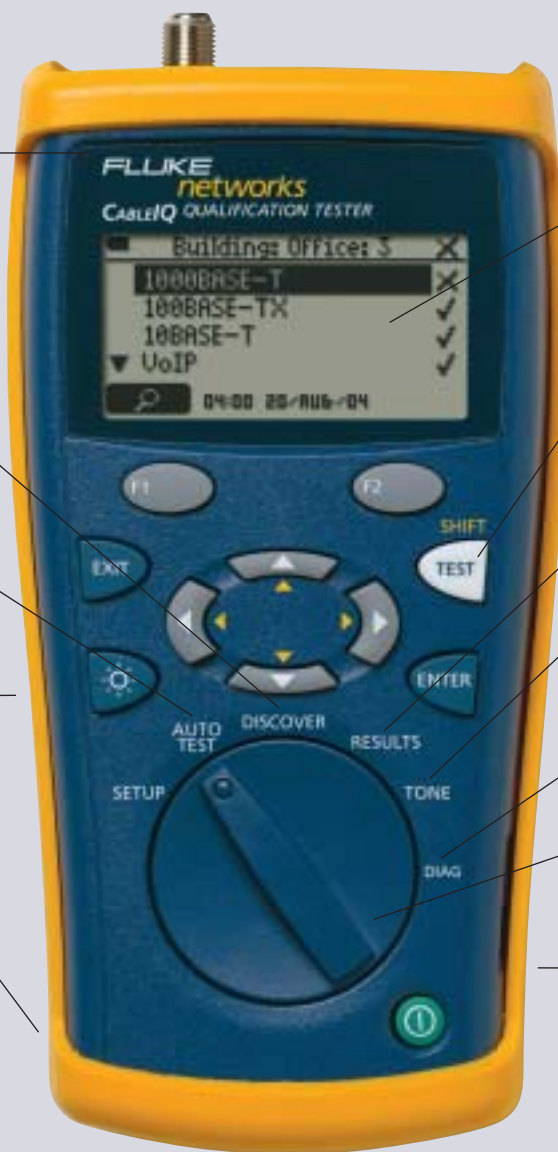 FLUKE
networks
CABLEIQ QUALIFICATION TESTER
Building: Office: 3
1000BASE-T
100BASE-TX
10BASE-T
VoIP
04:00 20/AUG/04
F1 F2
SHIFT
EXIT TEST
ENTER
AUTO TEST DISCOVER RESULTS
SETUP TONE
DIAG